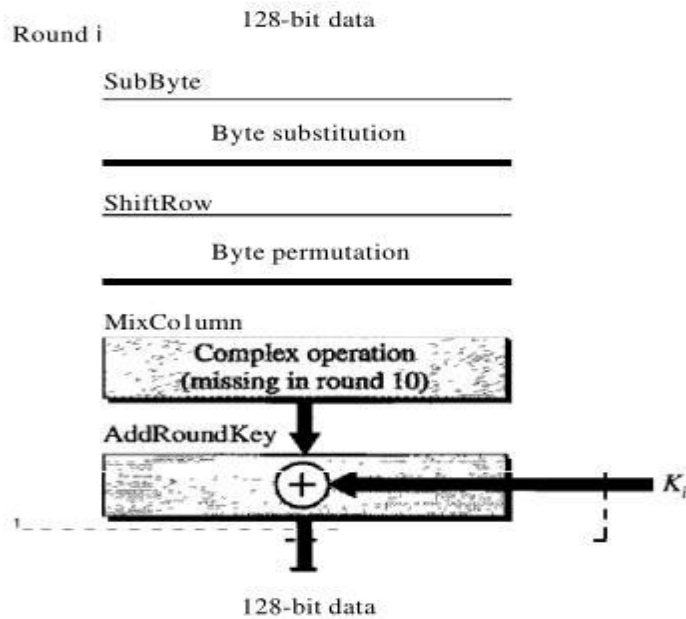 128-bit data
Round i
SubByte
Byte substitution
ShiftRow
Byte permutation
MixCo1umn
Complex operation
(missing in round 10)
AddRoundKey
+
Ki
128-bit data